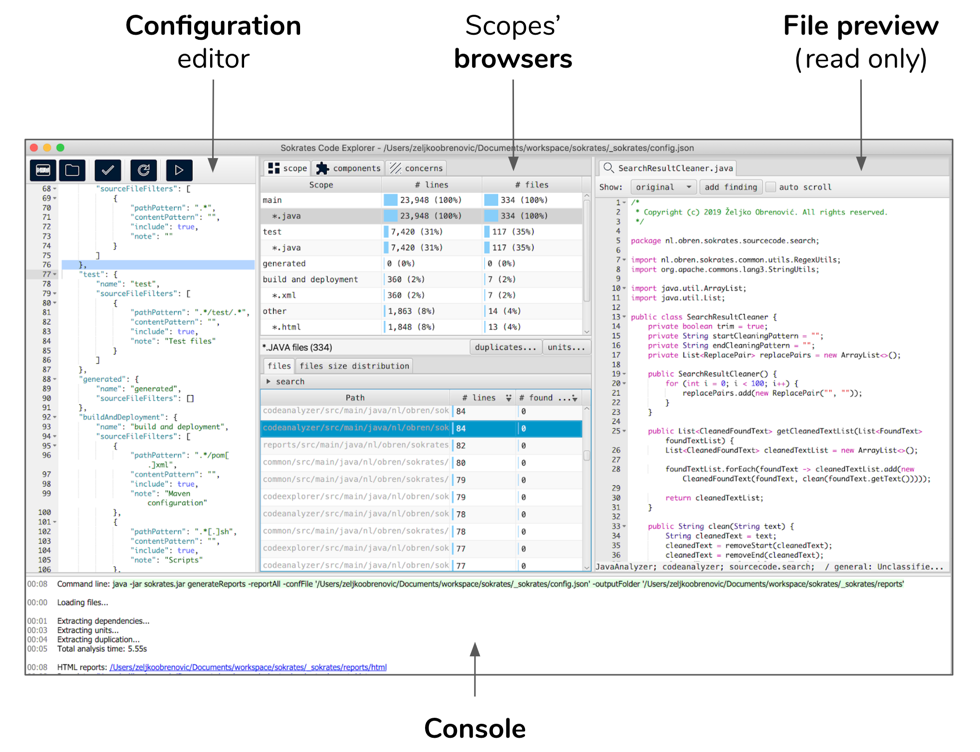 Configuration
editor
Scopes’
browsers
File preview
(read only)
Sokrates Code Explorer - /Users/zeljkoobrenovic/Documents/workspace/sokrates/_sokrates/config.json
68 "sourceFileFilters": [
69 {
70 "pathPattern": ".*",
71 "contentPattern": "",
72 "include": true,
73 "note": ""
74 }
75 ]
76 },
77 "test": {
78 "name": "test",
79 "sourceFileFilters": [
80 {
81 "pathPattern": ".*/test/.*",
82 "contentPattern": "",
83 "include": true,
84 "note": "Test files"
85 }
86 ]
87 },
88 "generated": {
89 "name": "generated",
90 "sourceFileFilters": []
91 },
92 "buildAndDeployment": {
93 "name": "build and deployment",
94 "sourceFileFilters": [
95 {
96 "pathPattern": ".*/pom[
.]xml",
97 "contentPattern": "",
98 "include": true,
99 "note": "Maven
configuration"
100 },
101 {
102 "pathPattern": ".*[.]sh",
103 "contentPattern": "",
104 "include": true,
105 "note": "Scripts"
106 },
scope components concerns
Scope # lines # files
main 23,948 (100%) 334 (100%)
*.java 23,948 (100%) 334 (100%)
test 7,420 (31%) 117 (35%)
*.java 7,420 (31%) 117 (35%)
generated 0 (0%) 0 (0%)
build and deployment 360 (2%) 7 (2%)
*.xml 360 (2%) 7 (2%)
other 1,863 (8%) 14 (4%)
*.html 1,848 (8%) 13 (4%)
*.JAVA files (334) duplicates... units...
files files size distribution
search
Path # lines # found ...
codeanalyzer/src/main/java/nl/obren/sok 84 0
codeanalyzer/src/main/java/nl/obren/sok 84 0
reports/src/main/java/nl/obren/sokrates 82 0
common/src/main/java/nl/obren/sokrates/ 80 0
common/src/main/java/nl/obren/sokrates/ 79 0
codeexplorer/src/main/java/nl/obren/sok 79 0
codeanalyzer/src/main/java/nl/obren/sok 78 0
common/src/main/java/nl/obren/sokrates/ 78 0
codeexplorer/src/main/java/nl/obren/sok 77 0
codeanalyzer/src/main/java/nl/obren/sok 77 0
SearchResultCleaner.java
Show: original add finding auto scroll
1 /*
2 * Copyright (c) 2019 Željko Obrenović. All rights reserved.
3 */
4
5 package nl.obren.sokrates.sourcecode.search;
6
7 import nl.obren.sokrates.common.utils.RegexUtils;
8 import org.apache.commons.lang3.StringUtils;
9
10 import java.util.ArrayList;
11 import java.util.List;
12
13 public class SearchResultCleaner {
14 private boolean trim = true;
15 private String startCleaningPattern = "";
16 private String endCleaningPattern = "";
17 private List<ReplacePair> replacePairs = new ArrayList<>();
18
19 public SearchResultCleaner() {
20 for (int i = 0; i < 100; i++) {
21 replacePairs.add(new ReplacePair("", ""));
22 }
23 }
24
25 public List<CleanedFoundText> getCleanedTextList(List<FoundText>
foundTextList) {
26 List<CleanedFoundText> cleanedTextList = new ArrayList<>();
27
28 foundTextList.forEach(foundText -> cleanedTextList.add(new
CleanedFoundText(foundText, clean(foundText.getText()))));
29
30 return cleanedTextList;
31 }
32
33 public String clean(String text) {
34 String cleanedText = text;
35 cleanedText = removeStart(cleanedText);
36 cleanedText = removeEnd(cleanedText);
JavaAnalyzer; codeanalyzer; sourcecode.search; / general: Unclassifie...
00:08 Command line: java -jar sokrates.jar generateReports -reportAll -confFile '/Users/zeljkoobrenovic/Documents/workspace/sokrates/_sokrates/config.json' -outputFolder '/Users/zeljkoobrenovic/Documents/workspace/sokrates/_sokrates/reports'
00:00 Loading files...
00:01 Extracting dependencies...
00:03 Extracting units...
00:04 Extracting duplication...
00:05 Total analysis time: 5.55s
00:08 HTML reports: /Users/zeljkoobrenovic/Documents/workspace/sokrates/_sokrates/reports/html
Console